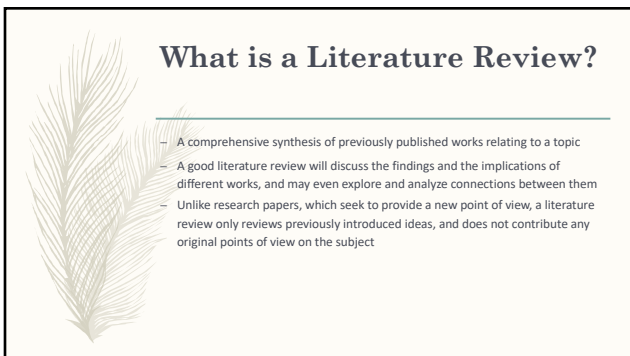 What is a Literature Review?
– A comprehensive synthesis of previously published works relating to a topic
– A good literature review will discuss the findings and the implications of
different works, and may even explore and analyze connections between them
– Unlike research papers, which seek to provide a new point of view, a literature
review only reviews previously introduced ideas, and does not contribute any
original points of view on the subject